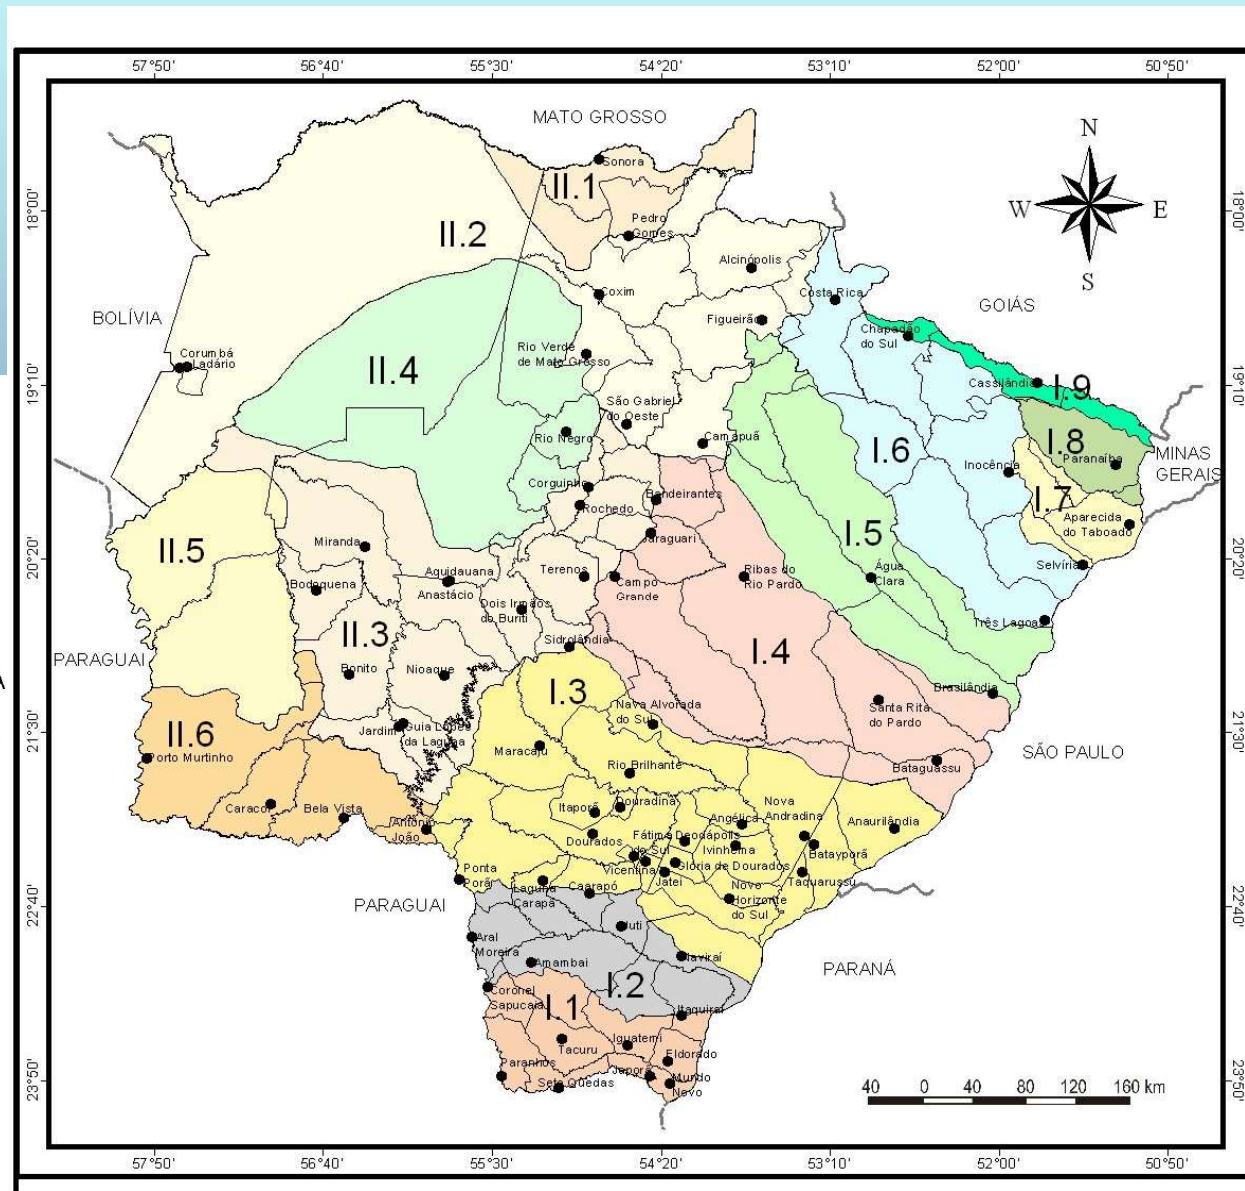 57°50' 56°40' 55°30' 54°20' 53°10' 52°00' 50°50'
MATO GROSSO
N
W E
S
Sonora
II.1
18°00' 18°00'
Pedro
Gomes
II.2
Alcinópolis
Costa Rica
GOIÁS
Coxim
BOLÍVIA
Figueirão
Chapadão
do Sul
Rio Verde
de Mato Grosso
Corumbá
Ladário
II.4
19°10' 19°10'
Cassilândia
I.9
São Gabriel
do Oeste
Rio Negro
Camapuã
I.6
I.8
MINAS
GERAIS
Paranaíba
Inocência
Corguinho
Bandeirantes
I.7
Rochedo
Aparecida
do Taboado
Jaraguari
I.5
II.5
Miranda
20°20' 20°20'
Selvíria
Água
Clara
Ribas do
Rio Pardo
Terenos
Campo
Grande
Aquidauana
Anastácio
Bodoquena
Dois Irmãos
do Buriti
Três Lagoas
II.3
Sidrolândia
I.4
PARAGUAI
Bonito
Nioaque
A
I.3
Brasilândia
Nava Alvorada
do Sul
Santa Rita
do Pardo
21°30' 21°30'
II.6
Jardim
Guia Lopes
da Laguna
Maracaju
SÃO PAULO
Porto Murtinho
Rio Brilhante
Bataguassu
Caracol
Bela Vista
Itaporã
Douradina
Nova
Andradina
Angélica
Anaurilândia
Antônio
João
Dourados
Fátima
do Sul
Deodápolis
Ivinhema
Batayporã
Vicentina
Glória de Dourados
Ponta
Porã
Jateí
Taquarussu
Laguna
Carapã
Caarapó
Novo
Horizonte
do Sul
22°40' 22°40'
PARAGUAI
Juti
Aral
Moreira
Naviraí
Amambai
PARANÁ
I.2
Coronel
Sapucaia
I.1
Itaquiraí
Iguatemi
Tacuru
Eldorado
Paranhos
Japorã
Mundo
Novo
Sete Quedas
23°50' 23°50'
40 0 40 80 120 160 km
57°50' 56°40' 55°30' 54°20' 53°10' 52°00' 50°50'